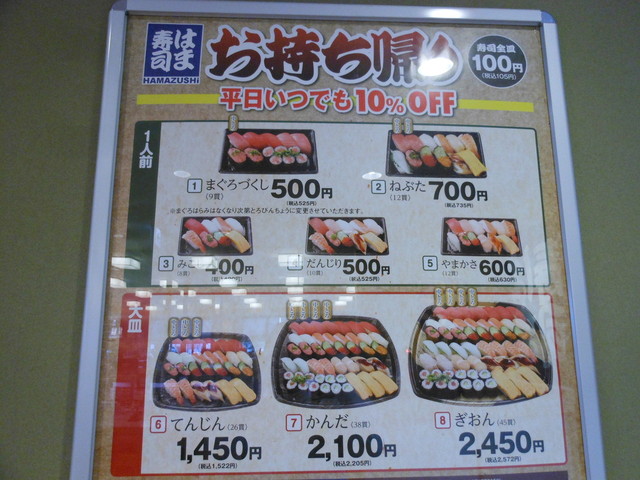 はま
寿司
HAMAZUSHI
お持ち帰り
寿司全皿
100円
(税込105円)
平日いつでも10%OFF
1人前
1 まぐろづくし 500円
(9貫) (税込525円)
2 ねぶた 700円
(12貫) (税込735円)
※まぐろはらみはなくなり次第とろびんちょうに変更させていただきます。
3 400円
だんじり 500円
(10貫) (税込525円)
5 やまかさ 600円
(12貫) (税込630円)
大皿
6 てんじん (26貫)
1,450円
(税込1,522円)
7 かんだ (38貫)
2,100円
(税込2,205円)
8 ぎおん (45貫)
2,450円
(税込2,572円)